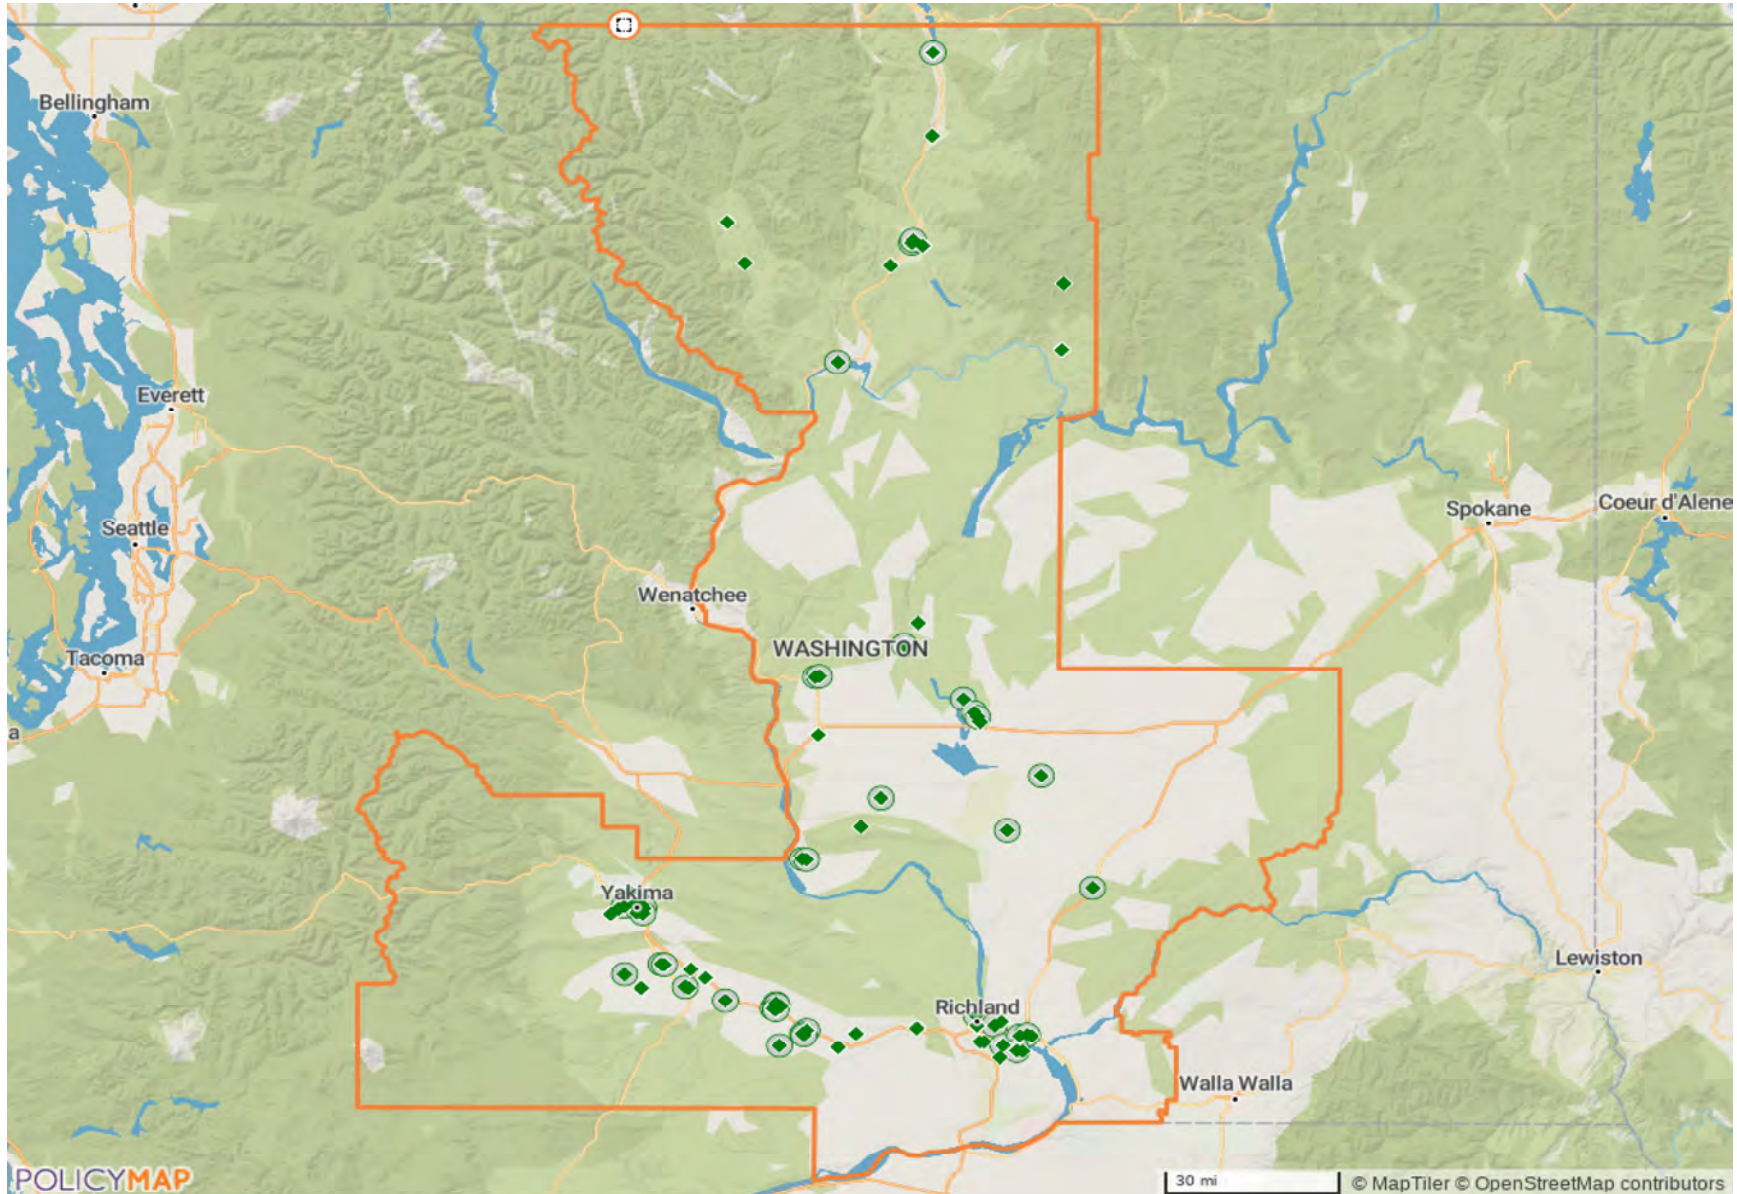 Bellingham
Everett
Seattle
Spokane
Coeur d'Alene
Wenatchee
WASHINGTON
Tacoma
a
Yakima
Lewiston
Richland
Walla Walla
POLICYMAP
30 mi
© MapTiler © OpenStreetMap contributors